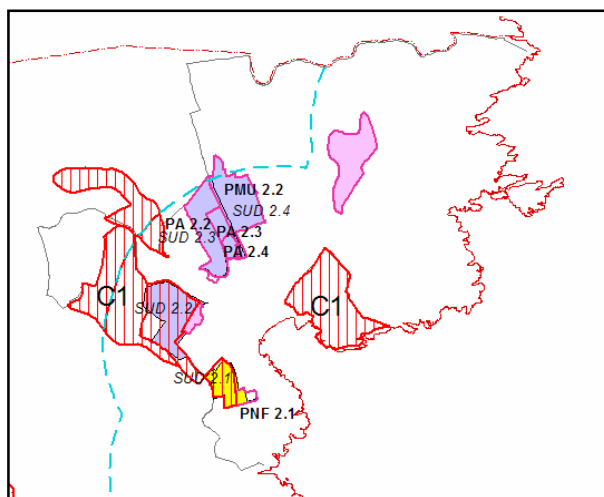 PMU 2.2
SUD 2.4
PA 2.2
PA 2.3
SUD 2.3
PA 2.4
C1
C1
SUD 2.2
SUD 2.1
PNF 2.1